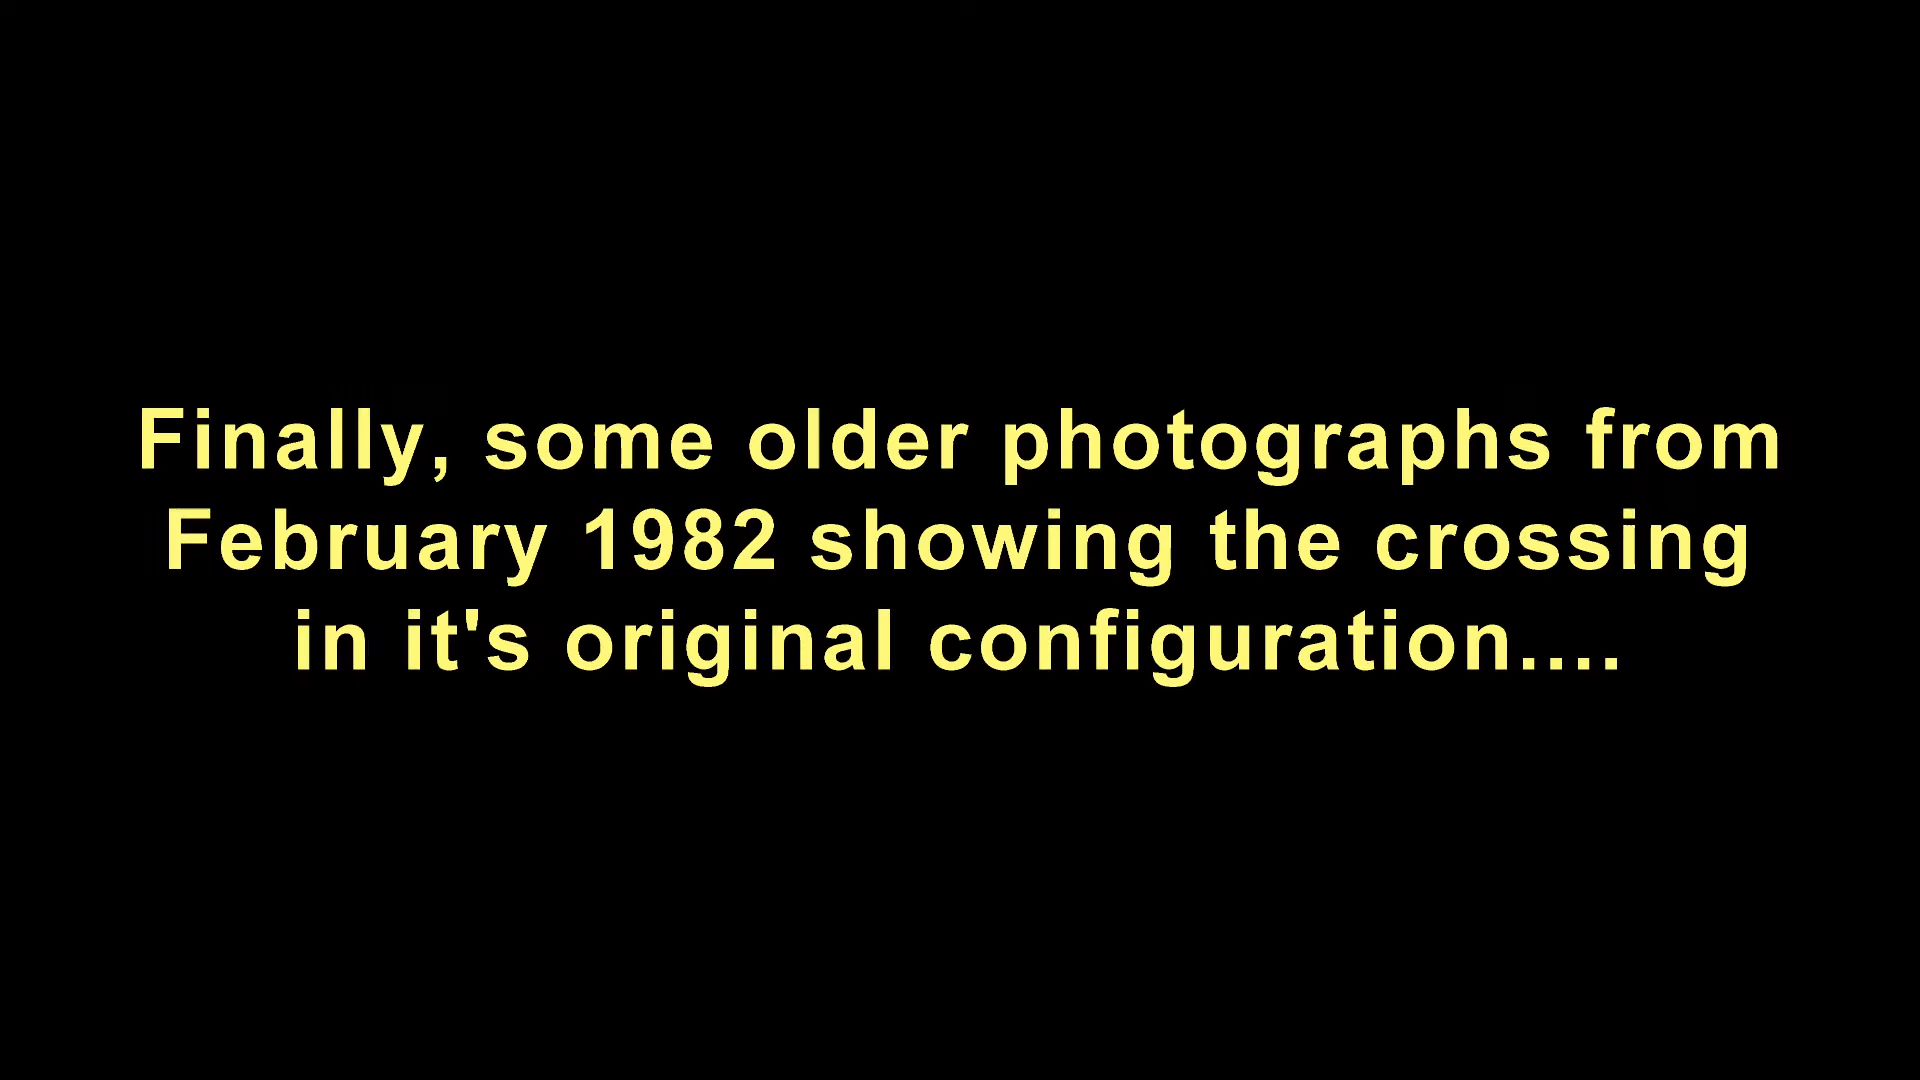 Finally, some older photographs from
February 1982 showing the crossing
in it's original configuration....